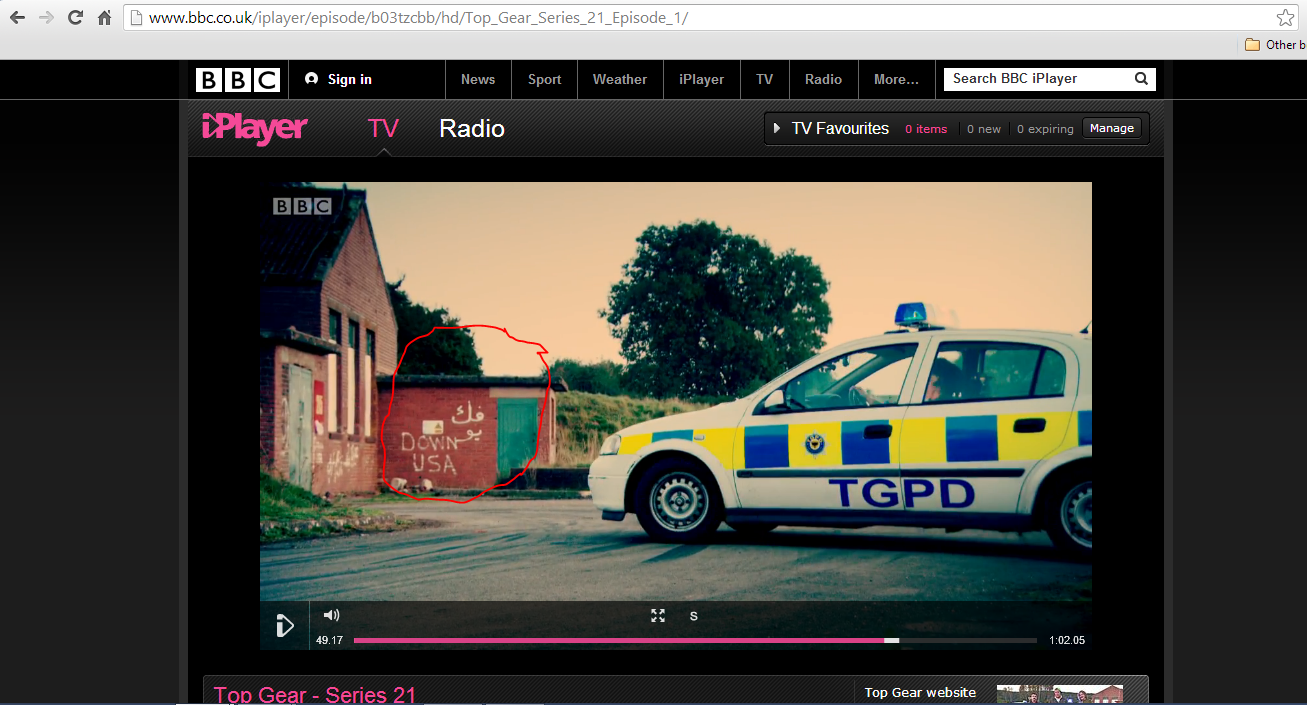 www.bbc.co.uk/iplayer/episode/b03tzcbb/hd/Top_Gear_Series_21_Episode_1/
Other b
BBC Sign in News Sport Weather iPlayer TV Radio More... Search BBC iPlayer
iPlayer TV Radio TV Favourites 0 items 0 new 0 expiring Manage
BBC
فك
يو
DOWN
USA
TGPD
S
49.17 1:02.05
Top Gear - Series 21 Top Gear website